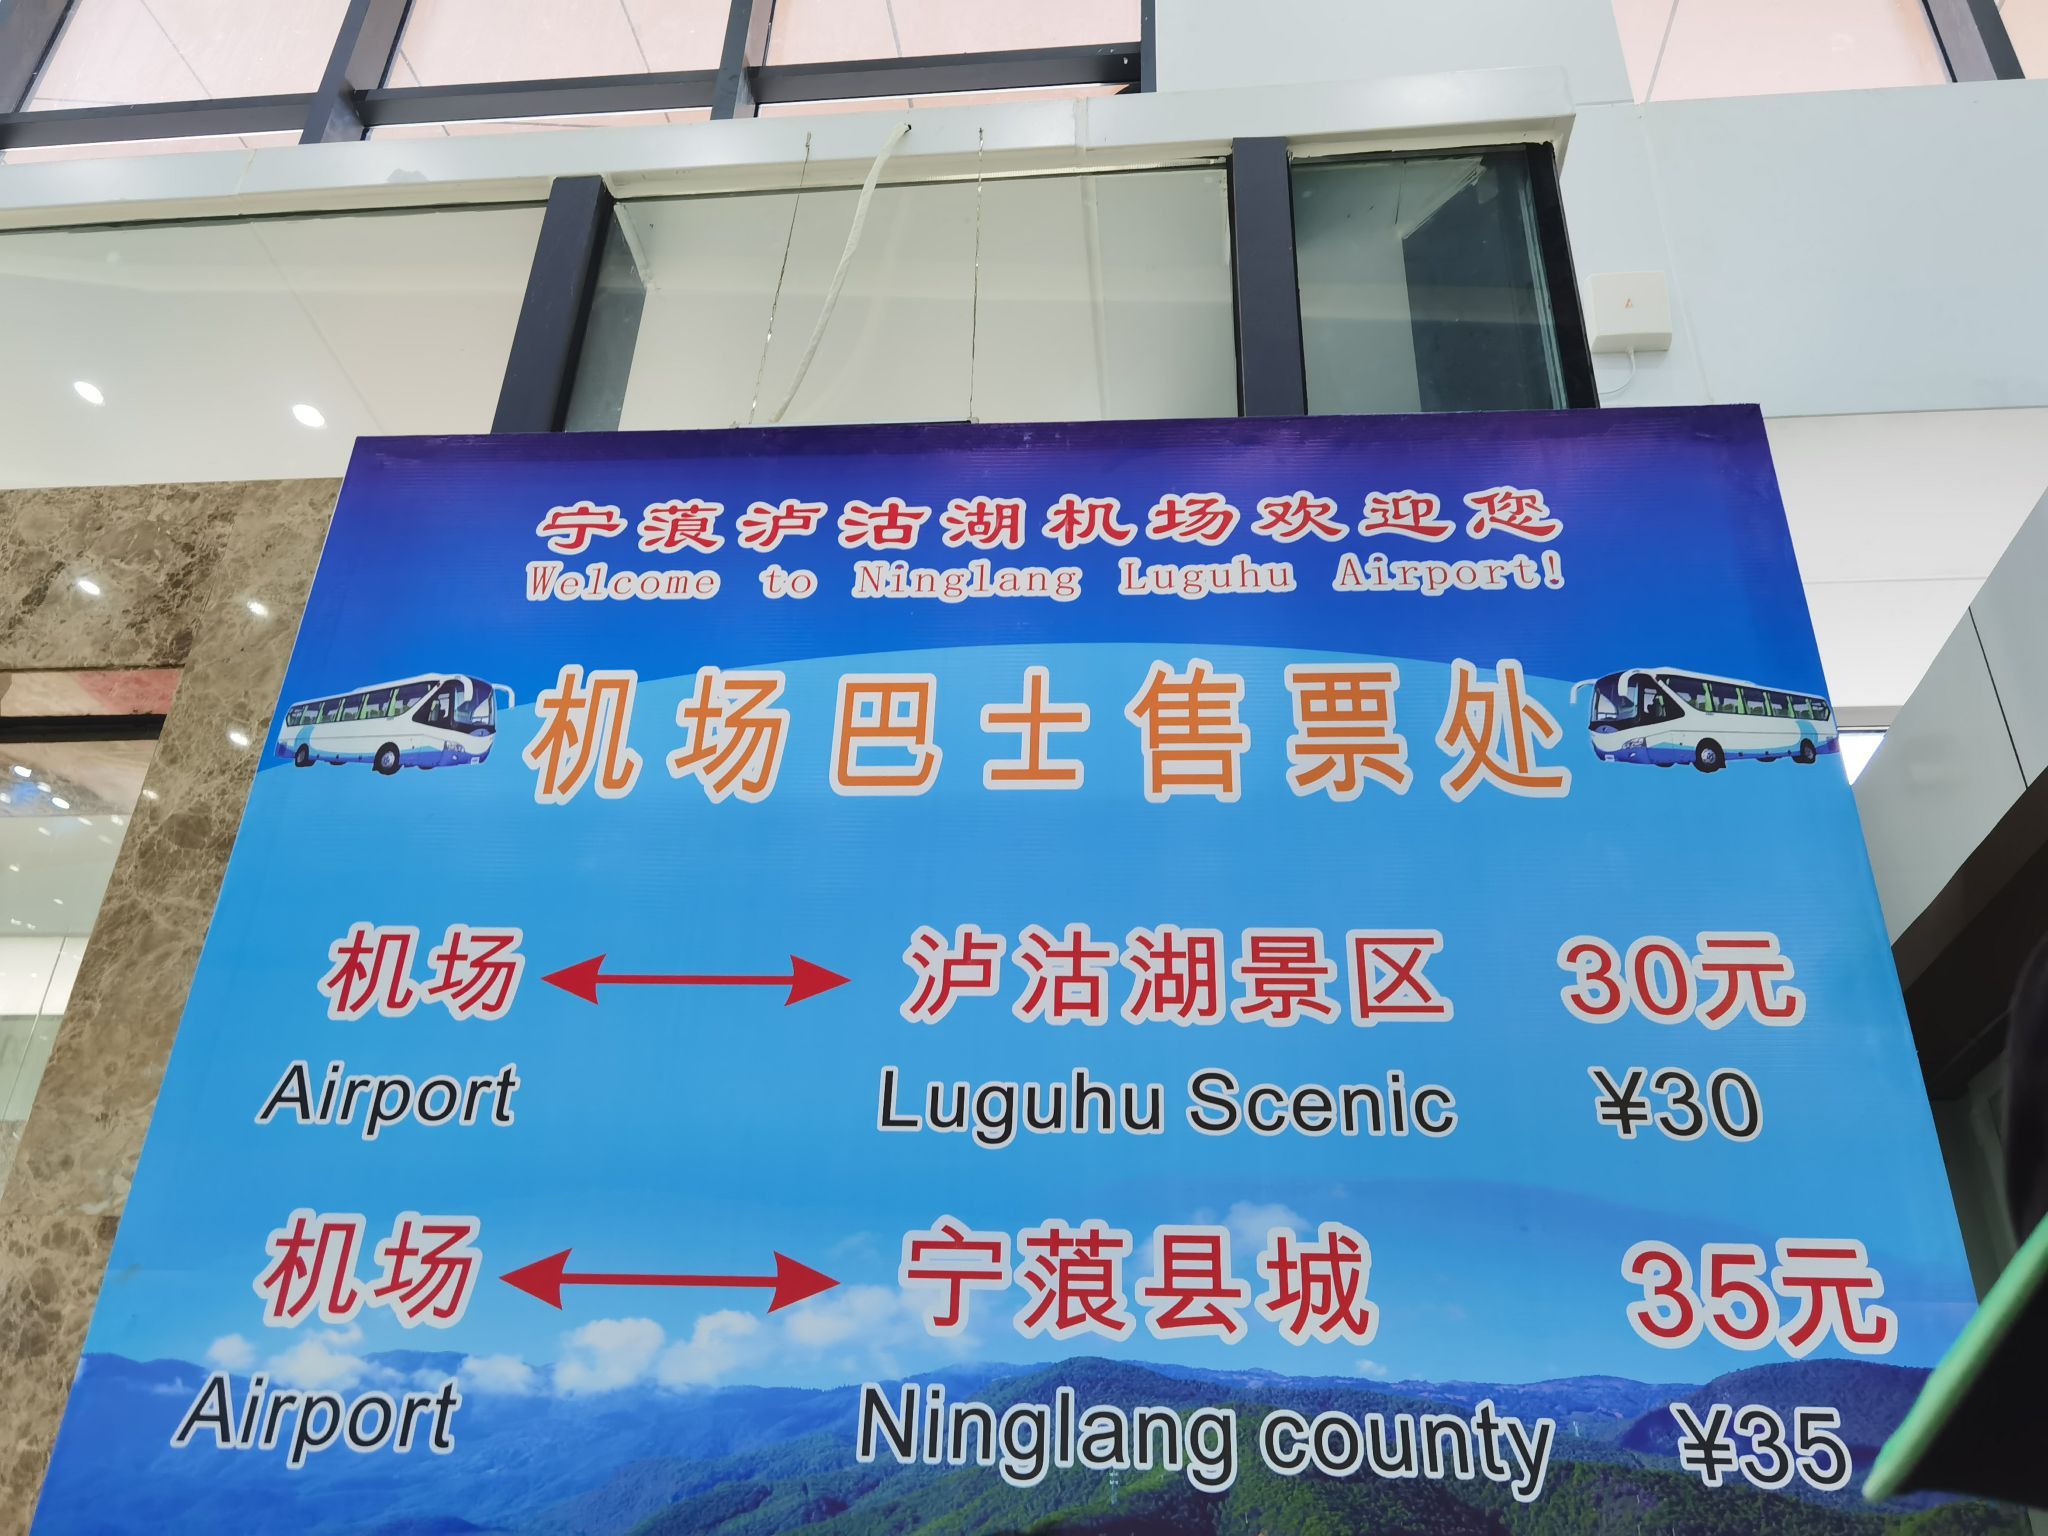 宁蒗泸沽湖机场欢迎您
Welcome to Ninglang Luguhu Airport!
机场巴士售票处
机场 泸沽湖景区 30元
Airport Luguhu Scenic ¥30
机场 宁蒗县城 35元
Airport Ninglang county ¥35